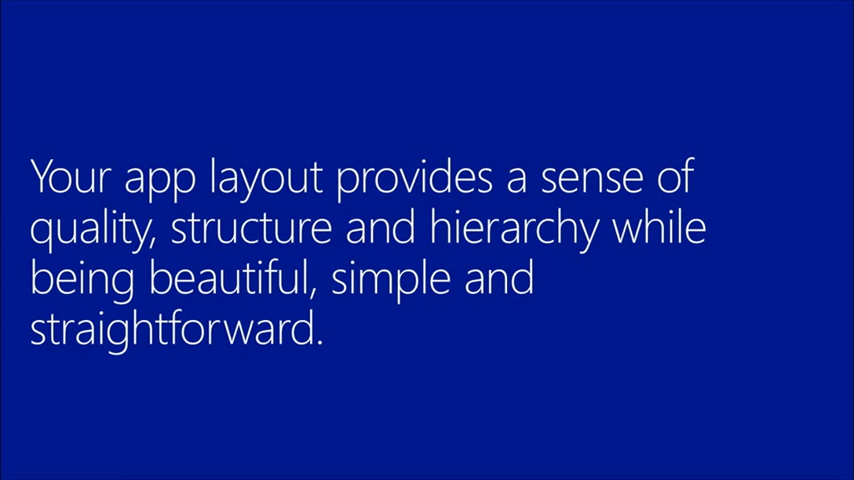 Your app layout provides a sense of
quality, structure and hierarchy while
being beautiful, simple and
straightforward.